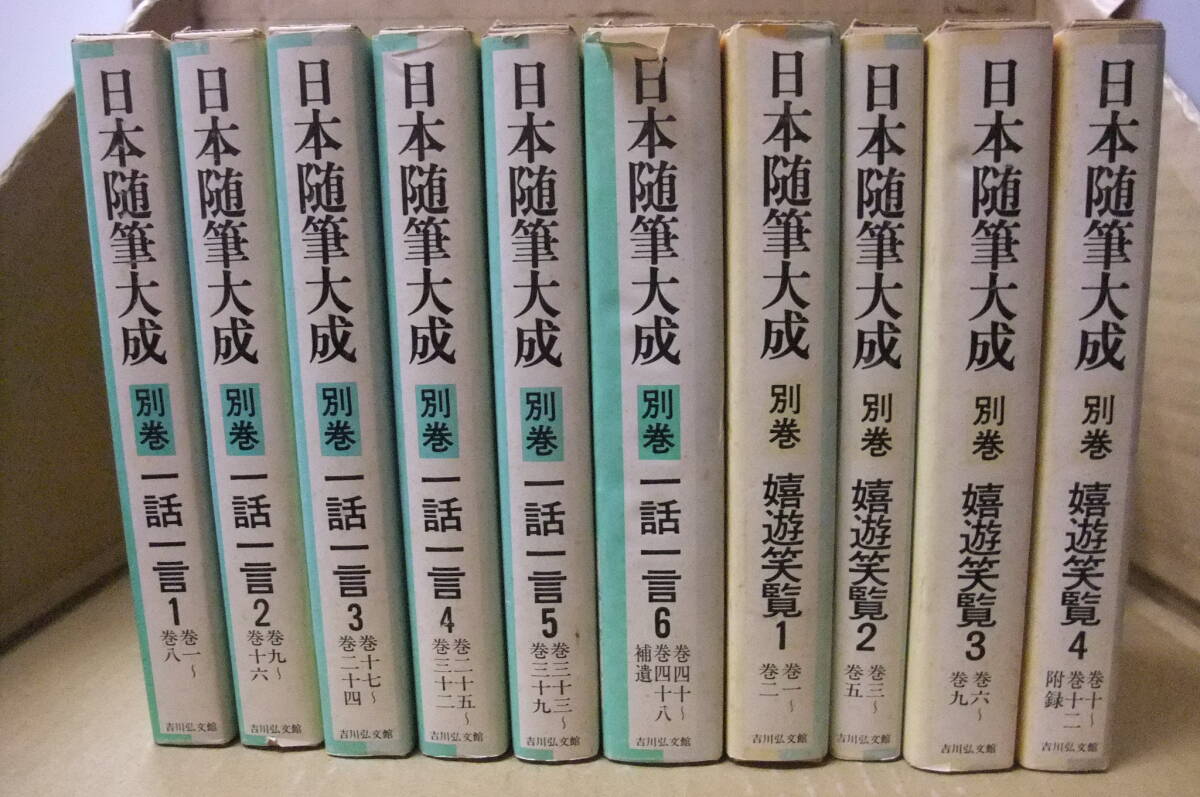 日本随筆大成
別巻
一話一言
1
巻一～
巻八
吉川弘文館
日本随筆大成
別巻
一話一言
2
巻九～
巻十六
吉川弘文館
日本随筆大成
別巻
一話一言
3
巻十七～
巻二十四
吉川弘文館
日本随筆大成
別巻
一話一言
4
巻二十五～
巻三十二
吉川弘文館
日本随筆大成
別巻
一話一言
5
巻三十三～
巻三十九
吉川弘文館
日本随筆大成
別巻
一話一言
6
巻四十～
巻四十八
補遺
吉川弘文館
日本随筆大成
別巻
嬉遊笑覧
1
巻一～
巻二
吉川弘文館
日本随筆大成
別巻
嬉遊笑覧
2
巻三～
巻五
吉川弘文館
日本随筆大成
別巻
嬉遊笑覧
3
巻六～
巻九
吉川弘文館
日本随筆大成
別巻
嬉遊笑覧
4
巻十～
巻十二
附録
吉川弘文館